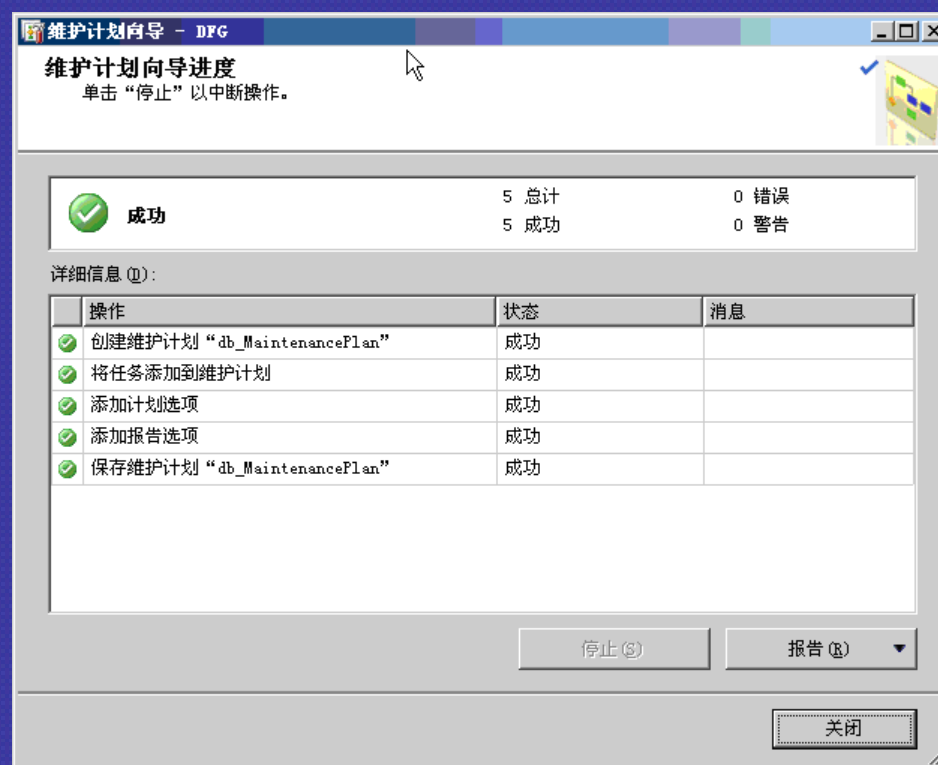 维护计划向导 - DFG
维护计划向导进度
单击“停止”以中断操作。
成功
5 总计
0 错误
5 成功
0 警告
详细信息(D):
操作 状态 消息
创建维护计划“db_MaintenancePlan” 成功
将任务添加到维护计划 成功
添加计划选项 成功
添加报告选项 成功
保存维护计划“db_MaintenancePlan” 成功
停止(S) 报告(R)
关闭